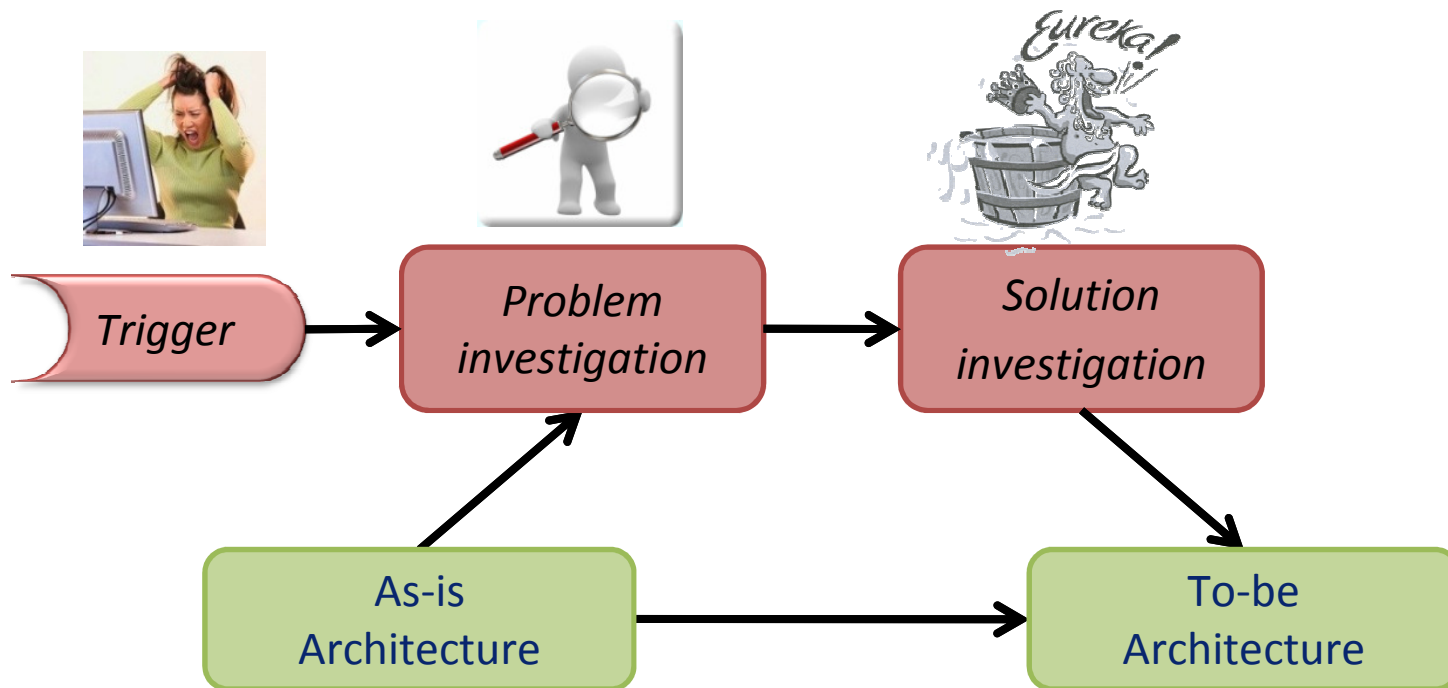 Eureka!
Trigger
Problem
investigation
Solution
investigation
As-is
Architecture
To-be
Architecture